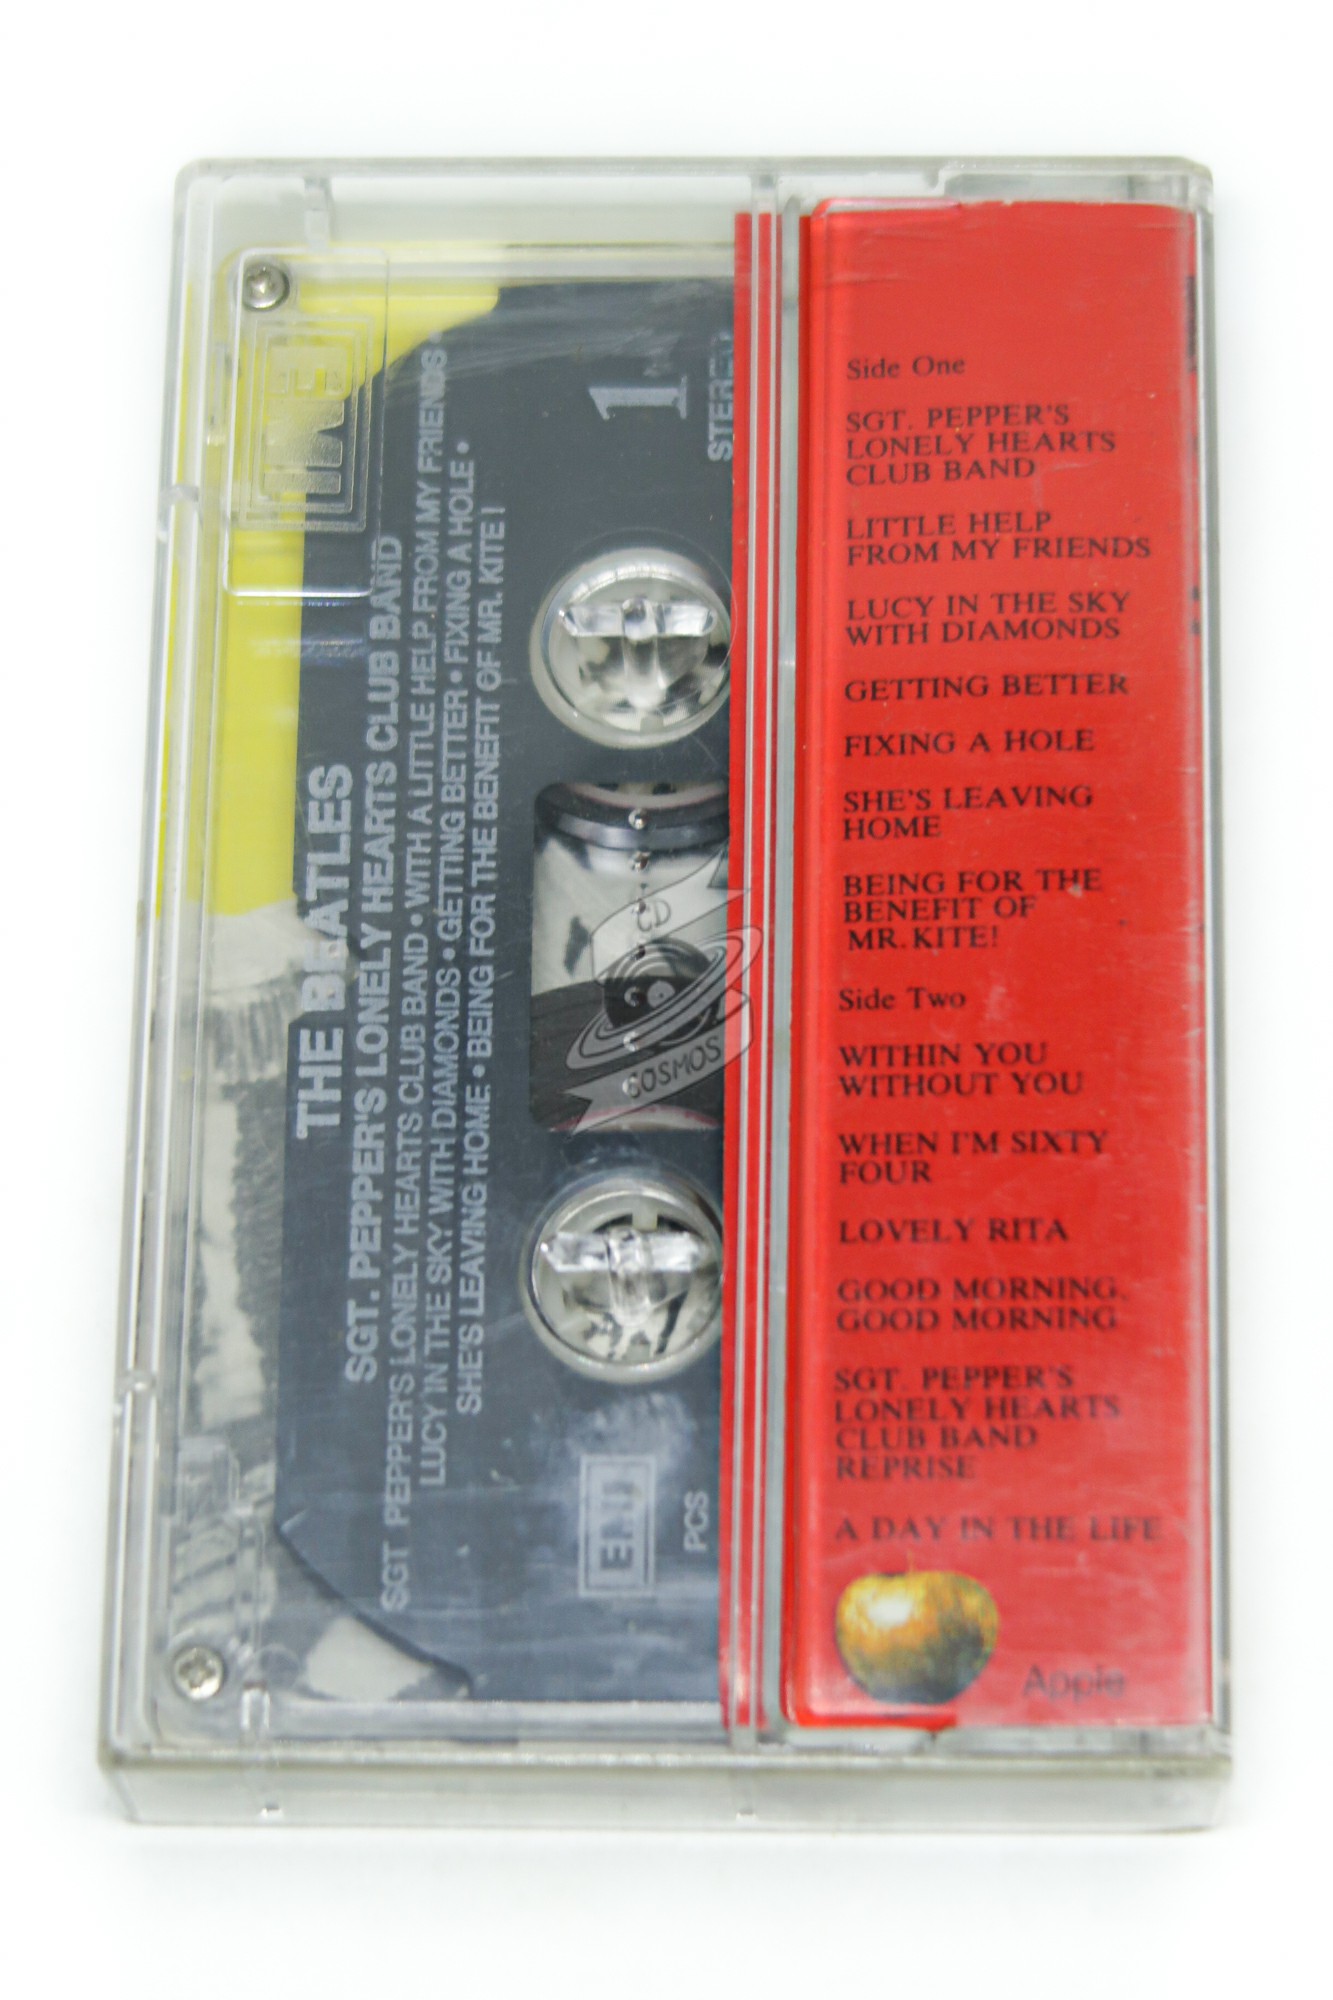 Side One
SGT. PEPPER'S
LONELY HEARTS
CLUB BAND
LITTLE HELP
FROM MY FRIENDS
LUCY IN THE SKY
WITH DIAMONDS
GETTING BETTER
FIXING A HOLE
SHE'S LEAVING
HOME
BEING FOR THE
BENEFIT OF
MR. KITE!
Side Two
WITHIN YOU
WITHOUT YOU
WHEN I'M SIXTY
FOUR
LOVELY RITA
GOOD MORNING,
GOOD MORNING
SGT. PEPPER'S
LONELY HEARTS
CLUB BAND
REPRISE
A DAY IN THE LIFE
Apple
EMI
THE BEATLES
SGT. PEPPER'S LONELY HEARTS CLUB BAND
SGT PEPPER'S LONELY HEARTS CLUB BAND • WITH A LITTLE HELP FROM MY FRIENDS •
LUCY IN THE SKY WITH DIAMONDS • GETTING BETTER • FIXING A HOLE •
SHE'S LEAVING HOME • BEING FOR THE BENEFIT OF MR. KITE !
1
STEREO
EMI
PCS
CD
COSMOS